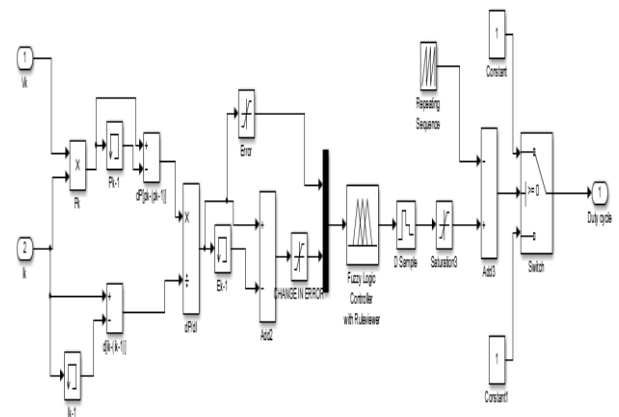 1
Vk
2
Ik
×
Pk
Pk-1
+
-
dP[pk-(pk-1)]
+
-
d[Ik-(Ik-1)]
Ik-1
×
÷
dP/dI
Error
Ek-1
+
-
Add2
CHANGE IN ERROR
Fuzzy Logic
Controller
with Ruleviewer
D Sample
Saturation3
Repeating
Sequence
-
+
Add3
1
Constant
>= 0
Switch
1
Constant1
1
Duty cycle